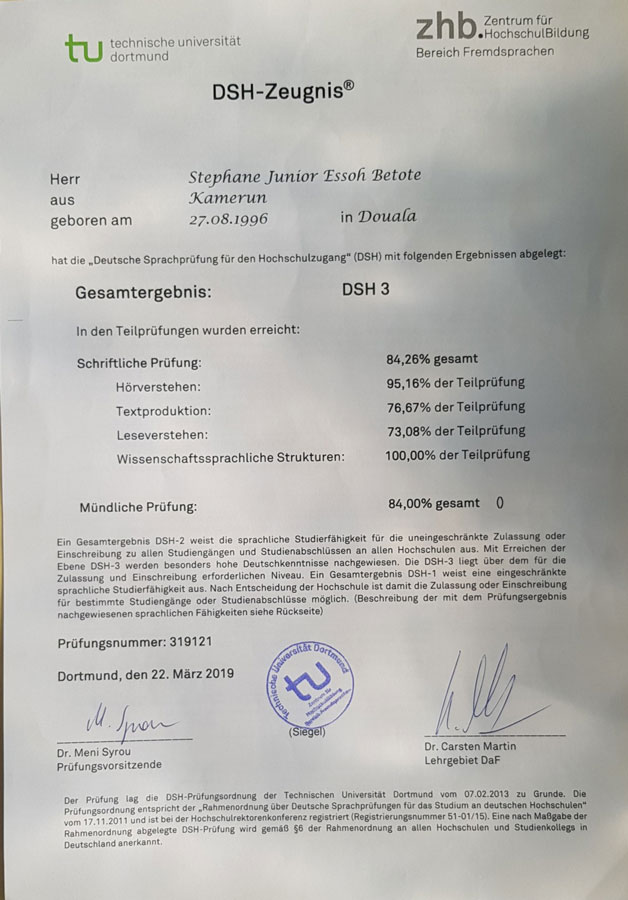 tu technische universität
dortmund
zhb. Zentrum für
HochschulBildung
Bereich Fremdsprachen
DSH-Zeugnis®
Herr Stephane Junior Essoh Betote
aus Kamerun
geboren am 27.08.1996 in Douala
hat die „Deutsche Sprachprüfung für den Hochschulzugang“ (DSH) mit folgenden Ergebnissen abgelegt:
Gesamtergebnis: DSH 3
In den Teilprüfungen wurden erreicht:
Schriftliche Prüfung: 84,26% gesamt
Hörverstehen: 95,16% der Teilprüfung
Textproduktion: 76,67% der Teilprüfung
Leseverstehen: 73,08% der Teilprüfung
Wissenschaftssprachliche Strukturen: 100,00% der Teilprüfung
Mündliche Prüfung: 84,00% gesamt ()
Ein Gesamtergebnis DSH-2 weist die sprachliche Studierfähigkeit für die uneingeschränkte Zulassung oder
Einschreibung zu allen Studiengängen und Studienabschlüssen an allen Hochschulen aus. Mit Erreichen der
Ebene DSH-3 werden besonders hohe Deutschkenntnisse nachgewiesen. Die DSH-3 liegt über dem für die
Zulassung und Einschreibung erforderlichen Niveau. Ein Gesamtergebnis DSH-1 weist eine eingeschränkte
sprachliche Studierfähigkeit aus. Nach Entscheidung der Hochschule ist damit die Zulassung oder Einschreibung
für bestimmte Studiengänge oder Studienabschlüsse möglich. (Beschreibung der mit dem Prüfungsergebnis
nachgewiesenen sprachlichen Fähigkeiten siehe Rückseite)
Prüfungsnummer: 319121
Dortmund, den 22. März 2019
Technische Universität Dortmund
tu
Zentrum für
HochschulBildung
Bereich Fremdsprachen
(Siegel)
M. Syrou
Dr. Meni Syrou
Prüfungsvorsitzende
Dr. Carsten Martin
Lehrgebiet DaF
Der Prüfung lag die DSH-Prüfungsordnung der Technischen Universität Dortmund vom 07.02.2013 zu Grunde. Die
Prüfungsordnung entspricht der „Rahmenordnung über Deutsche Sprachprüfungen für das Studium an deutschen Hochschulen“
vom 17.11.2011 und ist bei der Hochschulrektorenkonferenz registriert (Registrierungsnummer 51-01/15). Eine nach Maßgabe der
Rahmenordnung abgelegte DSH-Prüfung wird gemäß §6 der Rahmenordnung an allen Hochschulen und Studienkollegs in
Deutschland anerkannt.